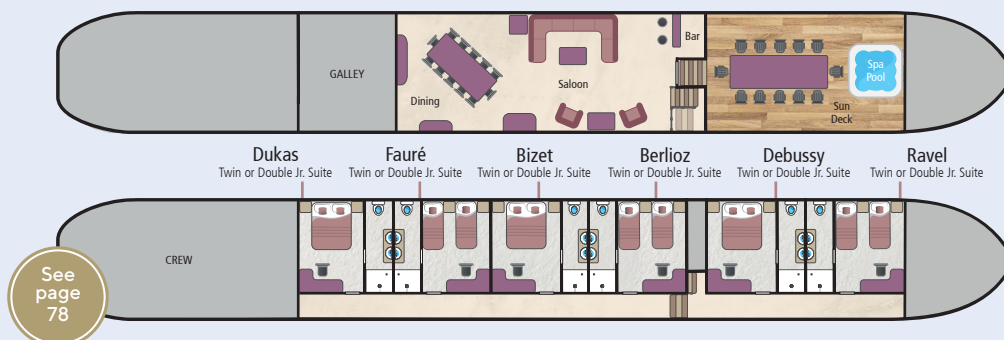 GALLEY
Dining
Saloon
Bar
Spa
Pool
Sun
Deck
Dukas
Twin or Double Jr. Suite
Fauré
Twin or Double Jr. Suite
Bizet
Twin or Double Jr. Suite
Berlioz
Twin or Double Jr. Suite
Debussy
Twin or Double Jr. Suite
Ravel
Twin or Double Jr. Suite
CREW
See
page
78